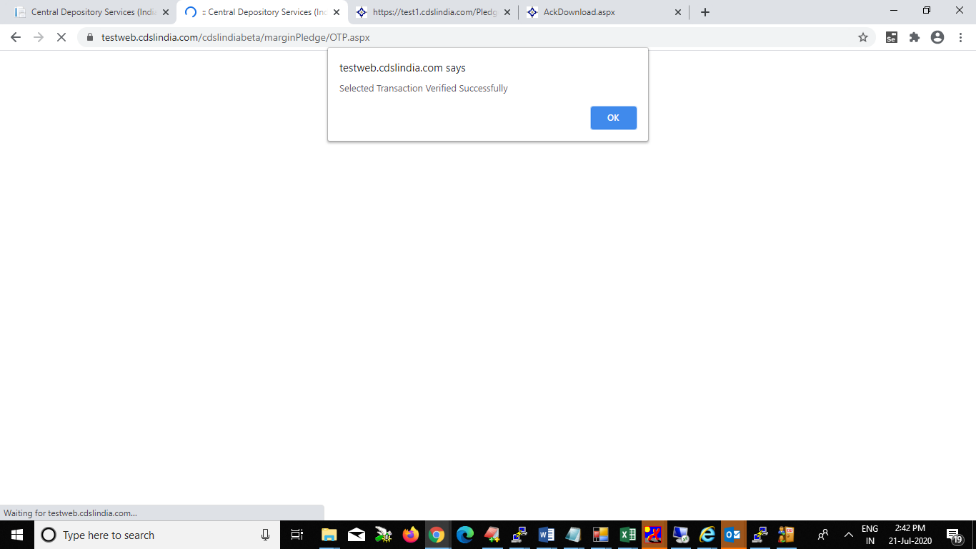 Central Depository Services (Indi
:: Central Depository Services (Inc
https://test1.cdslindia.com/Pledg
AckDownload.aspx
testweb.cdslindia.com/cdslindiabeta/marginPledge/OTP.aspx
Se
testweb.cdslindia.com says
Selected Transaction Verified Successfully
OK
Waiting for testweb.cdslindia.com...
Type here to search
ENG
IN
2:42 PM
21-Jul-2020
19